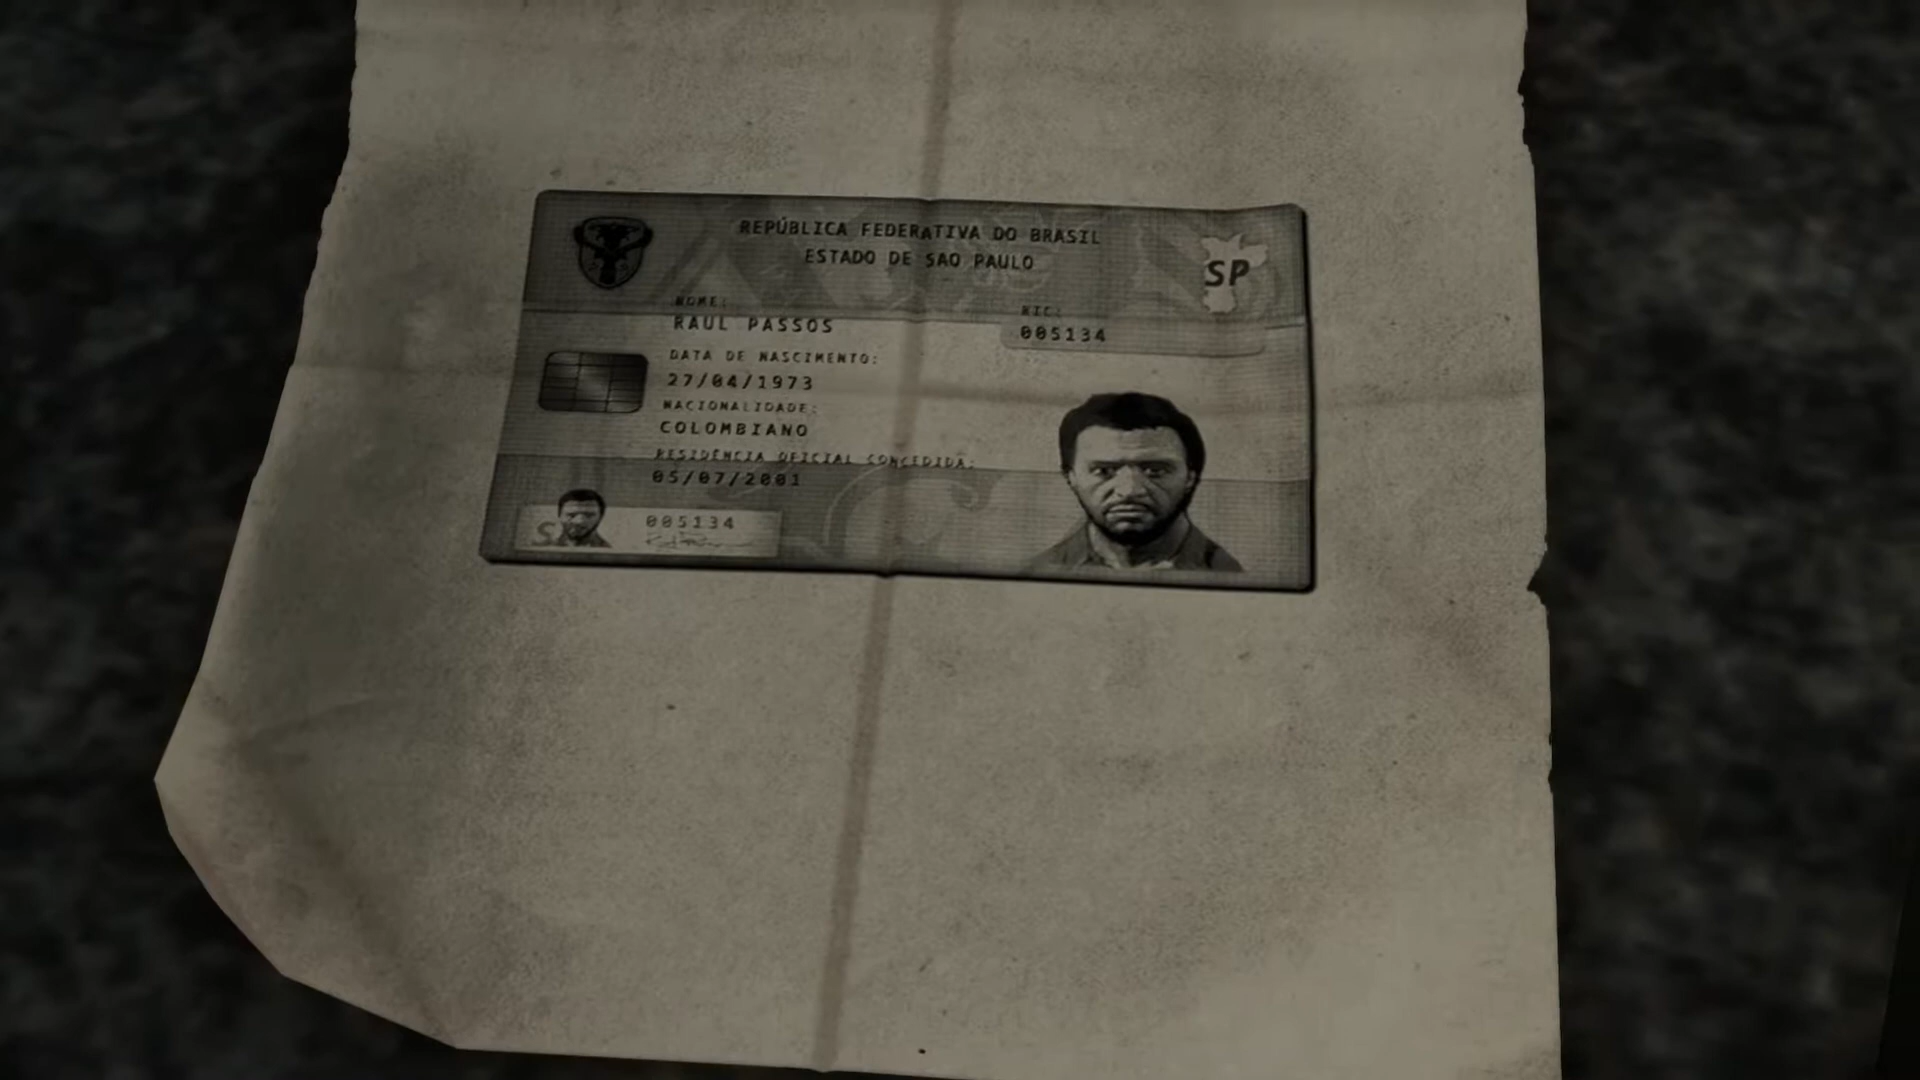 REPÚBLICA FEDERATIVA DO BRASIL
ESTADO DE SAO PAULO
SP
NOME:
RAUL PASSOS
NIC:
005134
DATA DE NASCIMENTO:
27/04/1973
NACIONALIDADE:
COLOMBIANO
RESIDÊNCIA OFICIAL CONCEDIDA:
05/07/2001
005134